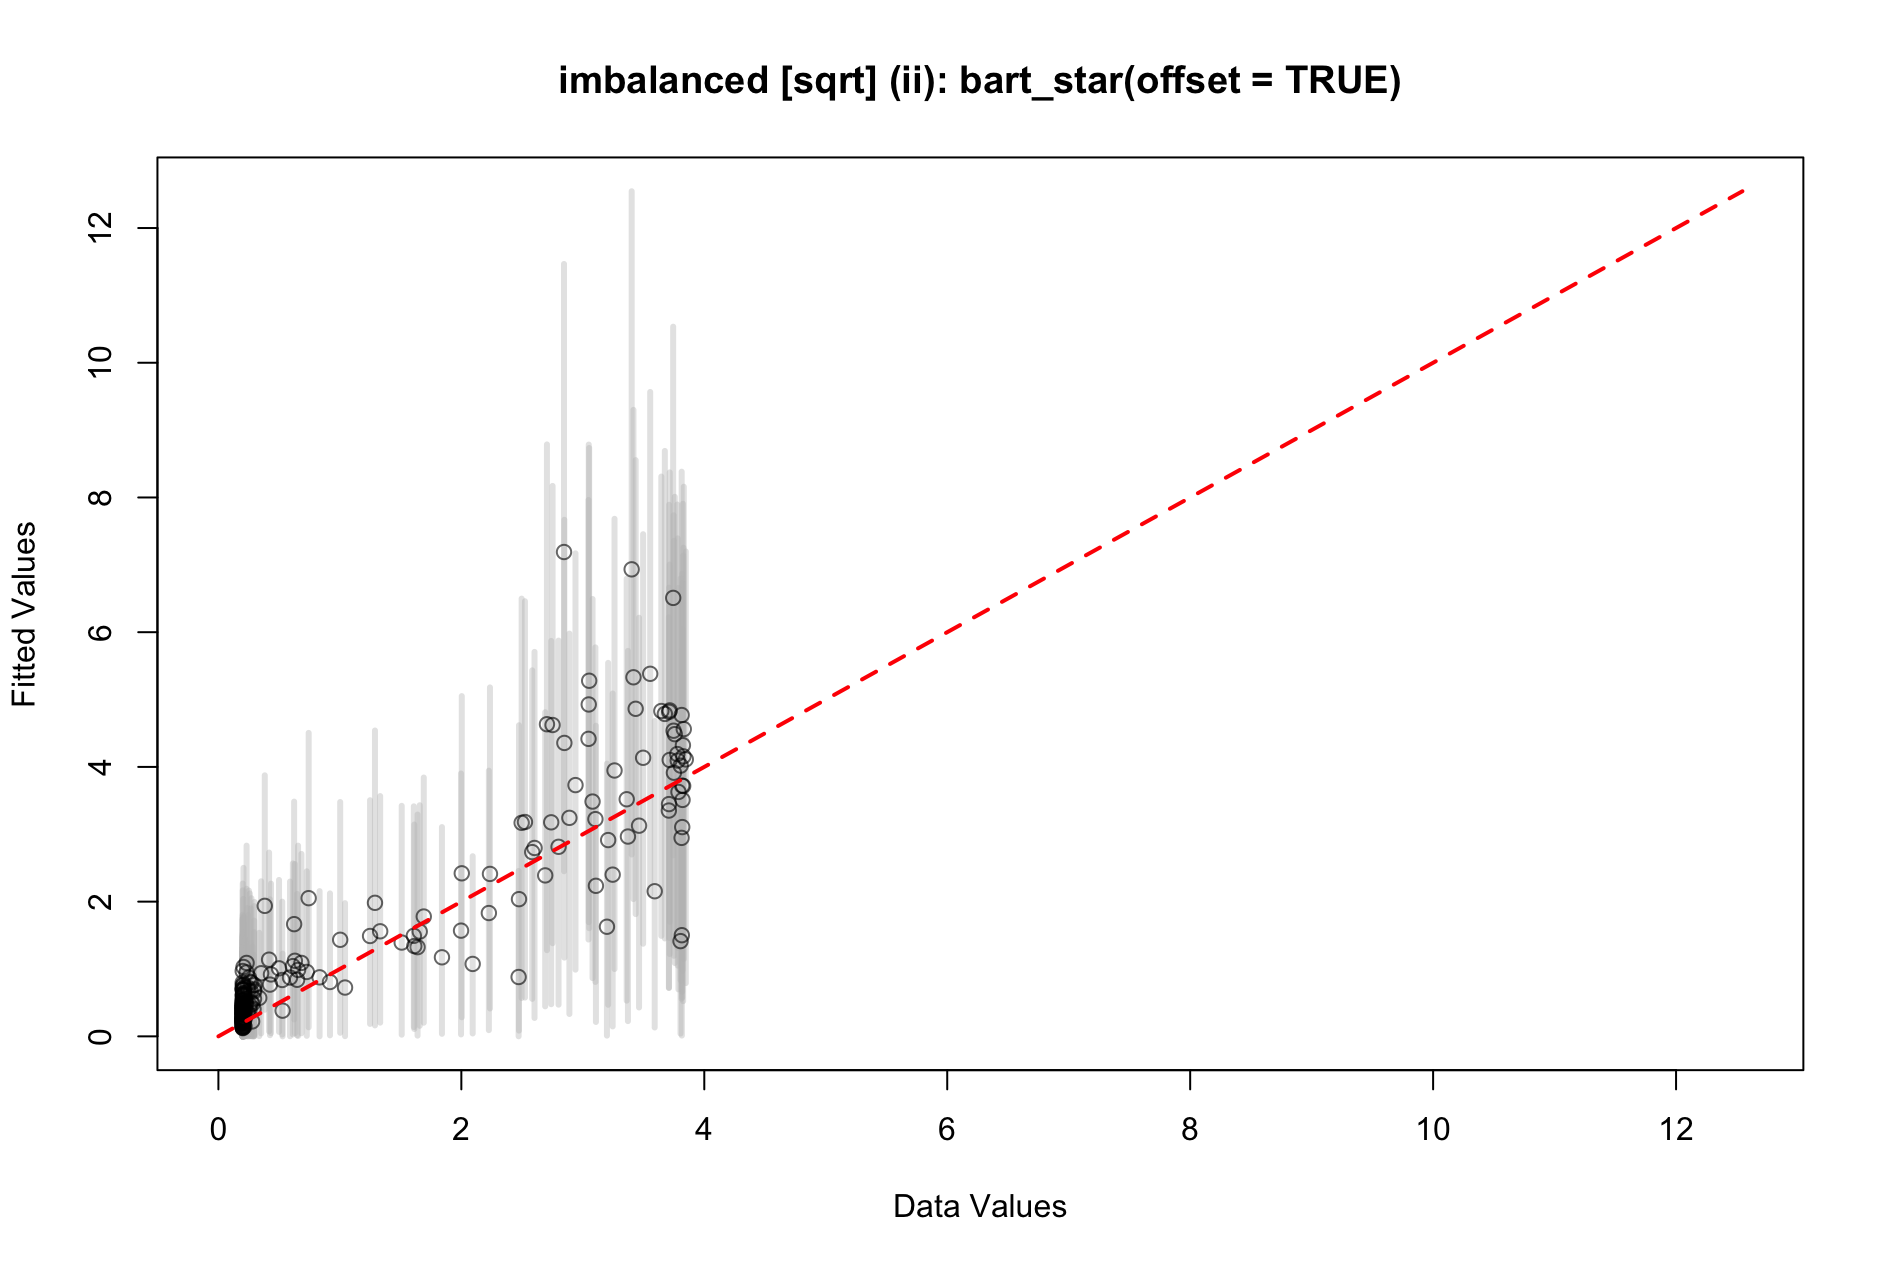 imbalanced [sqrt] (ii): bart_star(offset = TRUE)
Fitted Values
12
10
8
6
4
2
0
0 2 4 6 8 10 12
Data Values